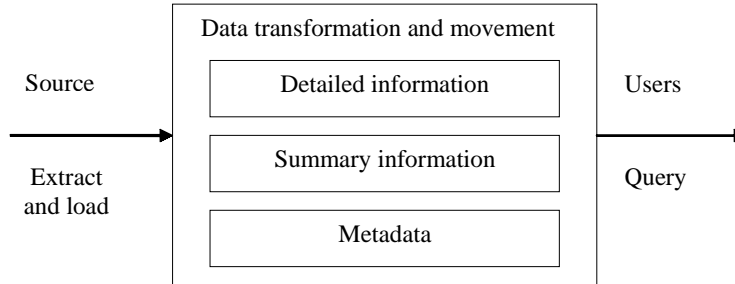 Data transformation and movement
Source
Detailed information
Users
Summary information
Extract
and load
Query
Metadata